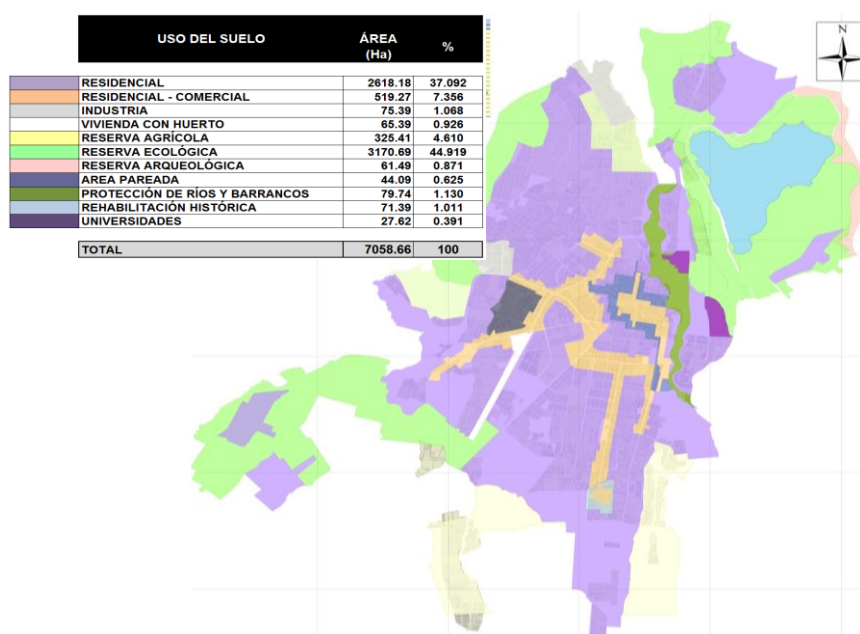 USO DEL SUELO ÁREA (Ha) %
RESIDENCIAL 2618.18 37.092
RESIDENCIAL - COMERCIAL 519.27 7.356
INDUSTRIA 75.39 1.068
VIVIENDA CON HUERTO 65.39 0.926
RESERVA AGRÍCOLA 325.41 4.610
RESERVA ECOLÓGICA 3170.69 44.919
RESERVA ARQUEOLÓGICA 61.49 0.871
AREA PAREADA 44.09 0.625
PROTECCIÓN DE RÍOS Y BARRANCOS 79.74 1.130
REHABILITACIÓN HISTÓRICA 71.39 1.011
UNIVERSIDADES 27.62 0.391
TOTAL 7058.66 100
N